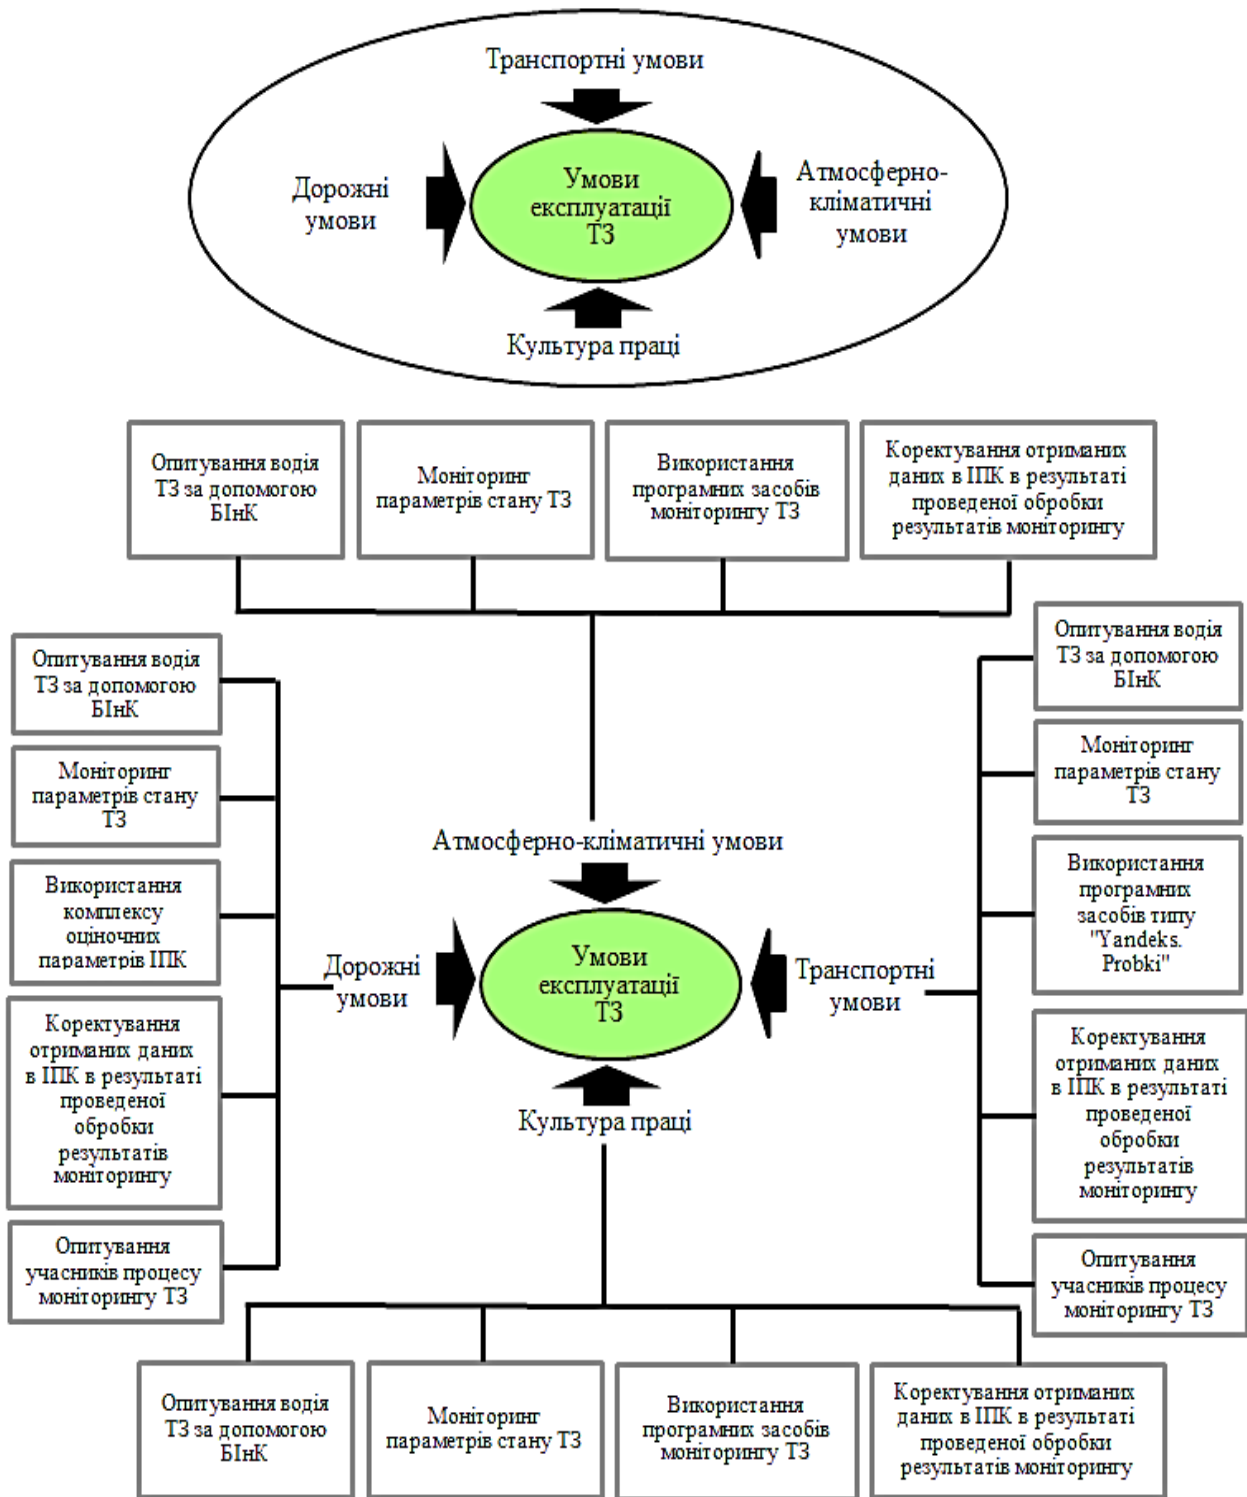 Транспортні умови
Дорожні
умови
Умови
експлуатації
ТЗ
Атмосферно-
кліматичні
умови
Культура праці
Опитування водія
ТЗ за допомогою
БІнК
Моніторинг
параметрів стану ТЗ
Використання
програмних засобів
моніторингу ТЗ
Коректування отриманих
даних в ІПК в результаті
проведеної обробки
результатів моніторингу
Опитування водія
ТЗ за допомогою
БІнК
Моніторинг
параметрів стану
ТЗ
Використання
комплексу
оціночних
параметрів ІПК
Коректування
отриманих даних
в ІПК в результаті
проведеної
обробки
результатів
моніторингу
Опитування
учасників процесу
моніторингу ТЗ
Атмосферно-кліматичні умови
Дорожні
умови
Умови
експлуатації
ТЗ
Транспортні
умови
Культура праці
Опитування водія
ТЗ за допомогою
БІнК
Моніторинг
параметрів стану
ТЗ
Використання
програмних
засобів типу
"Yandeks.
Probki"
Коректування
отриманих даних
в ІПК в результаті
проведеної
обробки
результатів
моніторингу
Опитування
учасників процесу
моніторингу ТЗ
Опитування водія
ТЗ за допомогою
БІнК
Моніторинг
параметрів стану ТЗ
Використання
програмних засобів
моніторингу ТЗ
Коректування отриманих
даних в ІПК в результаті
проведеної обробки
результатів моніторингу